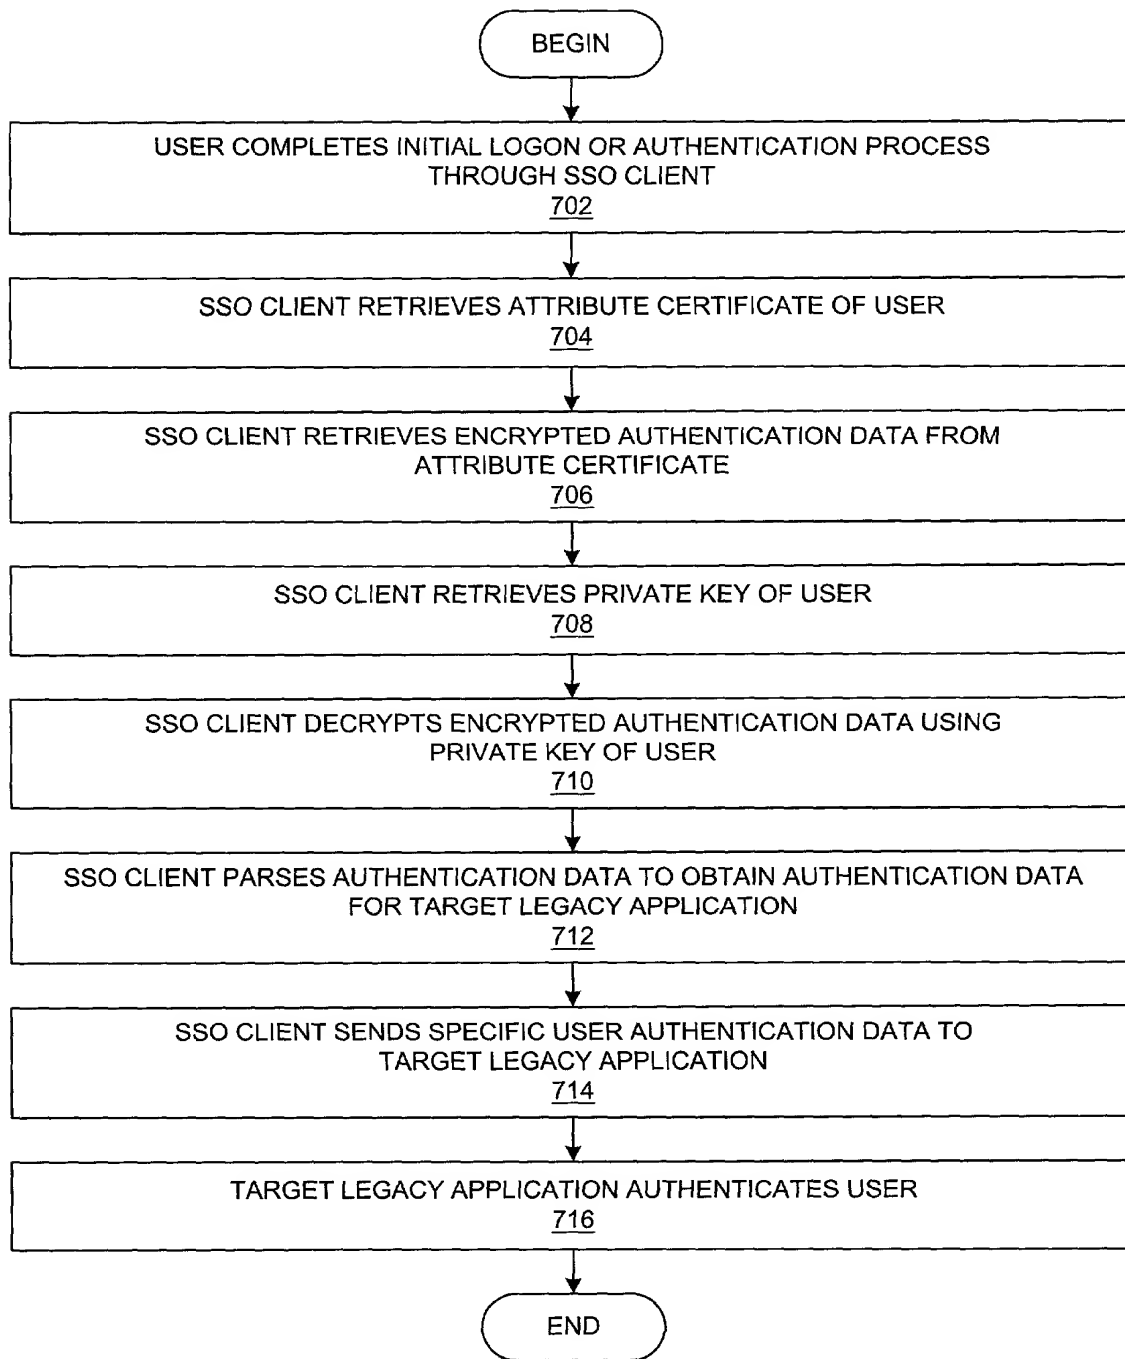 BEGIN
USER COMPLETES INITIAL LOGON OR AUTHENTICATION PROCESS
THROUGH SSO CLIENT
702
SSO CLIENT RETRIEVES ATTRIBUTE CERTIFICATE OF USER
704
SSO CLIENT RETRIEVES ENCRYPTED AUTHENTICATION DATA FROM
ATTRIBUTE CERTIFICATE
706
SSO CLIENT RETRIEVES PRIVATE KEY OF USER
708
SSO CLIENT DECRYPTS ENCRYPTED AUTHENTICATION DATA USING
PRIVATE KEY OF USER
710
SSO CLIENT PARSES AUTHENTICATION DATA TO OBTAIN AUTHENTICATION DATA
FOR TARGET LEGACY APPLICATION
712
SSO CLIENT SENDS SPECIFIC USER AUTHENTICATION DATA TO
TARGET LEGACY APPLICATION
714
TARGET LEGACY APPLICATION AUTHENTICATES USER
716
END